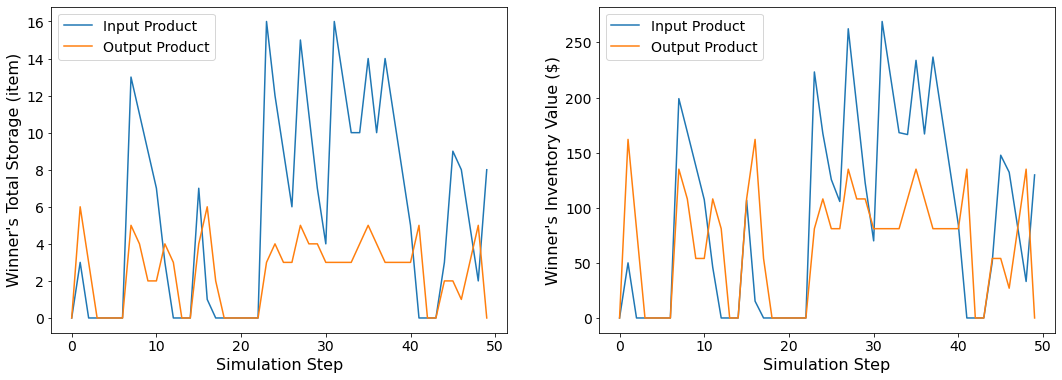 Winner's Total Storage (item)
16
14
12
10
8
6
4
2
0
Input Product
Output Product
0 10 20 30 40 50
Simulation Step
Winner's Inventory Value ($)
250
200
150
100
50
0
Input Product
Output Product
0 10 20 30 40 50
Simulation Step